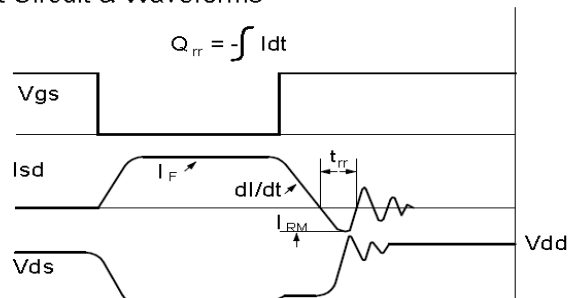 t Circuit & Waveforms
Q rr = -∫ Idt
Vgs
Isd
I F
dI/dt
t rr
I RM
Vds
Vdd